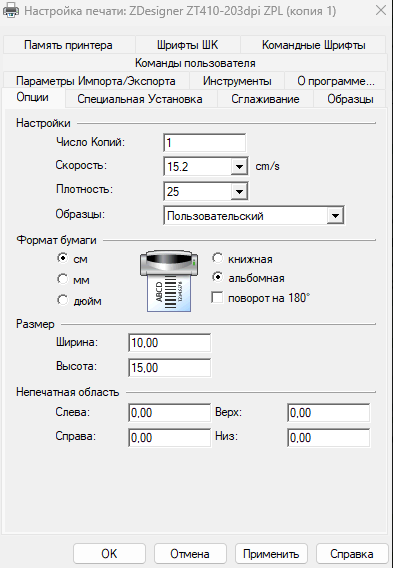 Настройка печати: ZDesigner ZT410-203dpi ZPL (копия 1)
Память принтера Шрифты ШК Командные Шрифты
Команды пользователя
Параметры Импорта/Экспорта Инструменты О программе...
Опции Специальная Установка Сглаживание Образцы
Настройки
Число Копий: 1
Скорость: 15.2 cm/s
Плотность: 25
Образцы: Пользовательский
Формат бумаги
см
мм
дюйм
ABCD
книжная
альбомная
поворот на 180°
Размер
Ширина: 10,00
Высота: 15,00
Непечатная область
Слева: 0,00 Верх: 0,00
Справа: 0,00 Низ: 0,00
OK Отмена Применить Справка